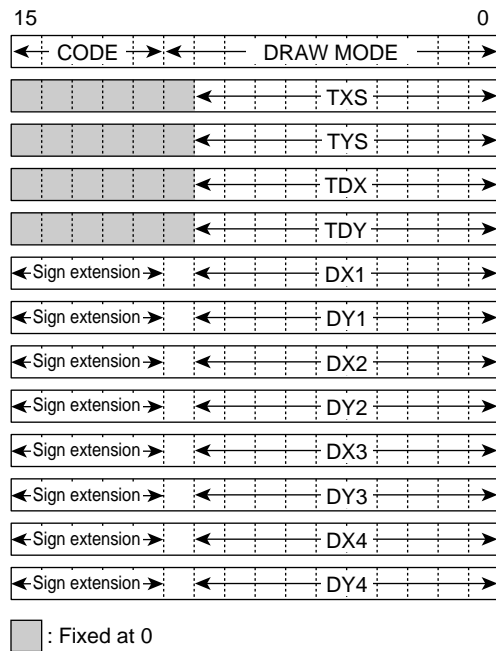 15 0
CODE DRAW MODE
TXS
TYS
TDX
TDY
Sign extension DX1
Sign extension DY1
Sign extension DX2
Sign extension DY2
Sign extension DX3
Sign extension DY3
Sign extension DX4
Sign extension DY4
: Fixed at 0